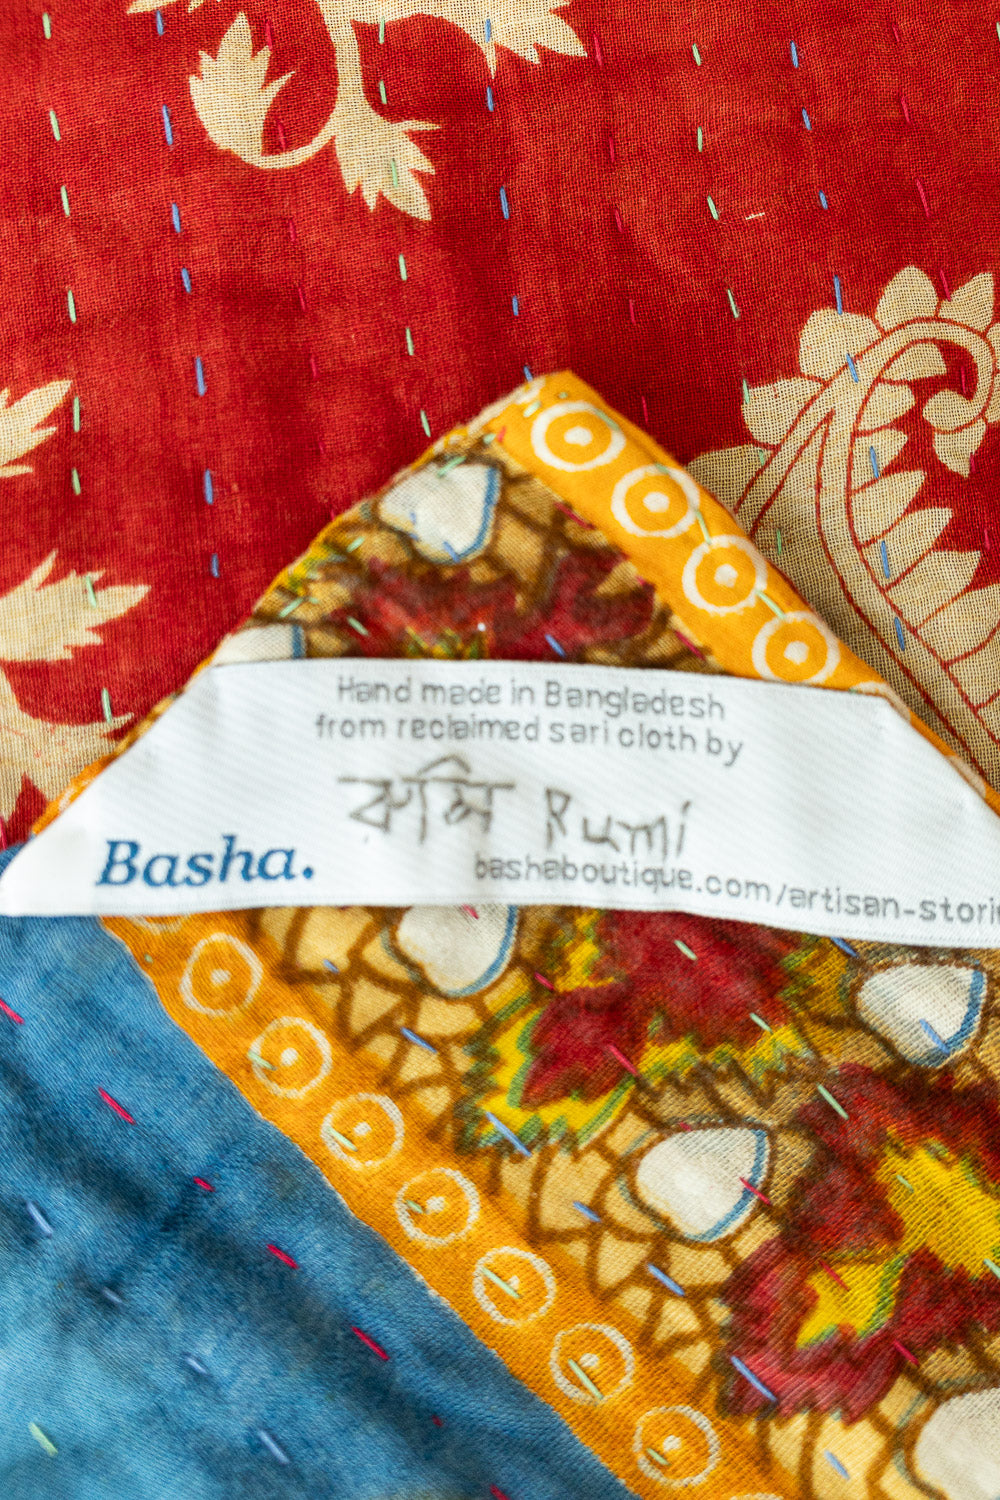 Hand made in Bangladesh
from reclaimed sari cloth by
রুমি Rumi
Basha.
bashaboutique.com/artisan-stori